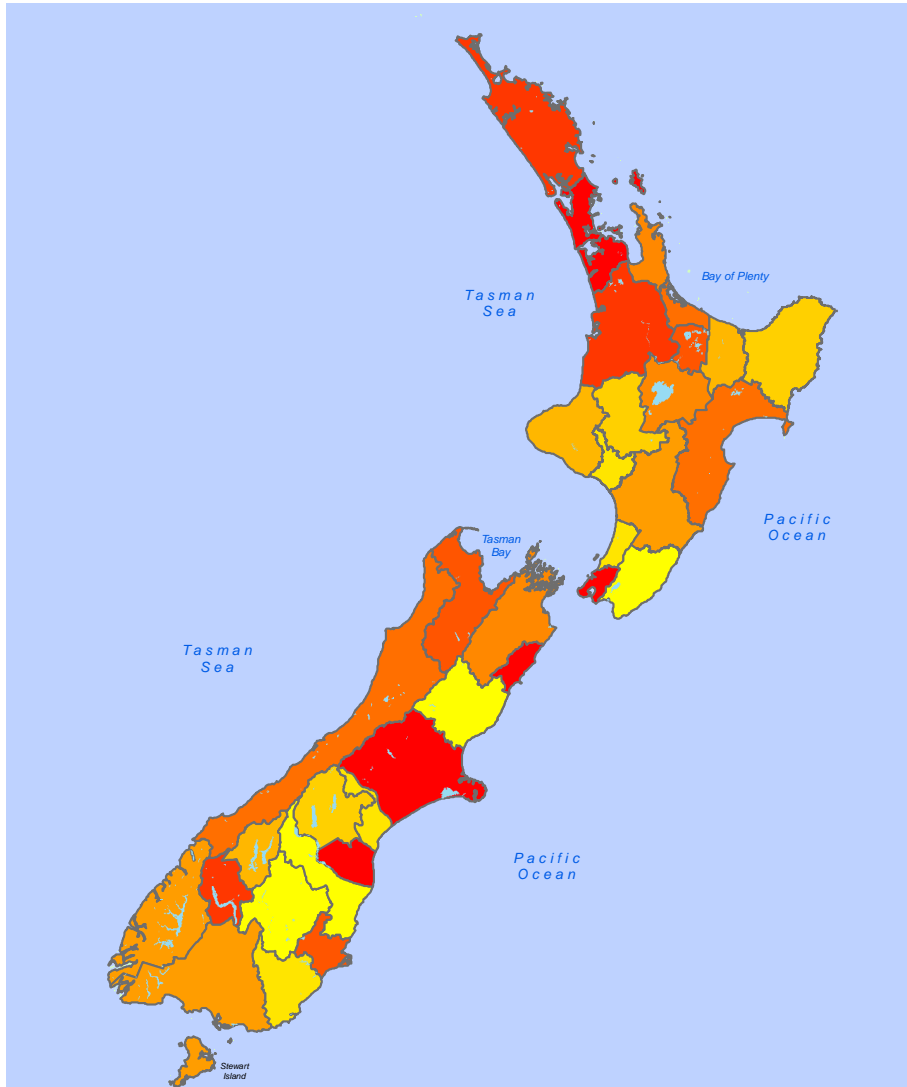 Bay of Plenty
Tasman
Sea
Pacific
Ocean
Tasman
Bay
Tasman
Sea
Pacific
Ocean
Stewart
Island